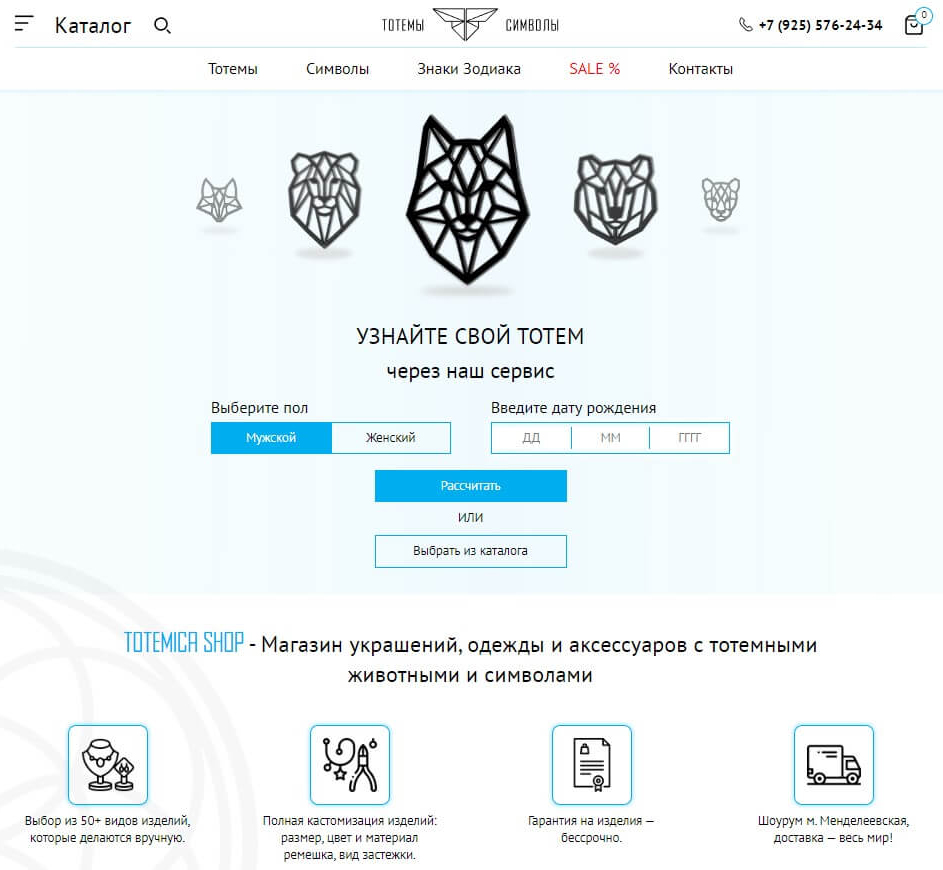 Каталог
ТОТЕМЫ СИМВОЛЫ
+7 (925) 576-24-34
0
Тотемы Символы Знаки Зодиака SALE % Контакты
УЗНАЙТЕ СВОЙ ТОТЕМ
через наш сервис
Выберите пол Введите дату рождения
Мужской Женский ДД ММ ГГГГ
Рассчитать
ИЛИ
Выбрать из каталога
TOTEMICA SHOP - Магазин украшений, одежды и аксессуаров с тотемными
животными и символами
Выбор из 50+ видов изделий,
которые делаются вручную.
Полная кастомизация изделий:
размер, цвет и материал
ремешка, вид застежки.
Гарантия на изделия —
бессрочно.
Шоурум м. Менделеевская,
доставка — весь мир!